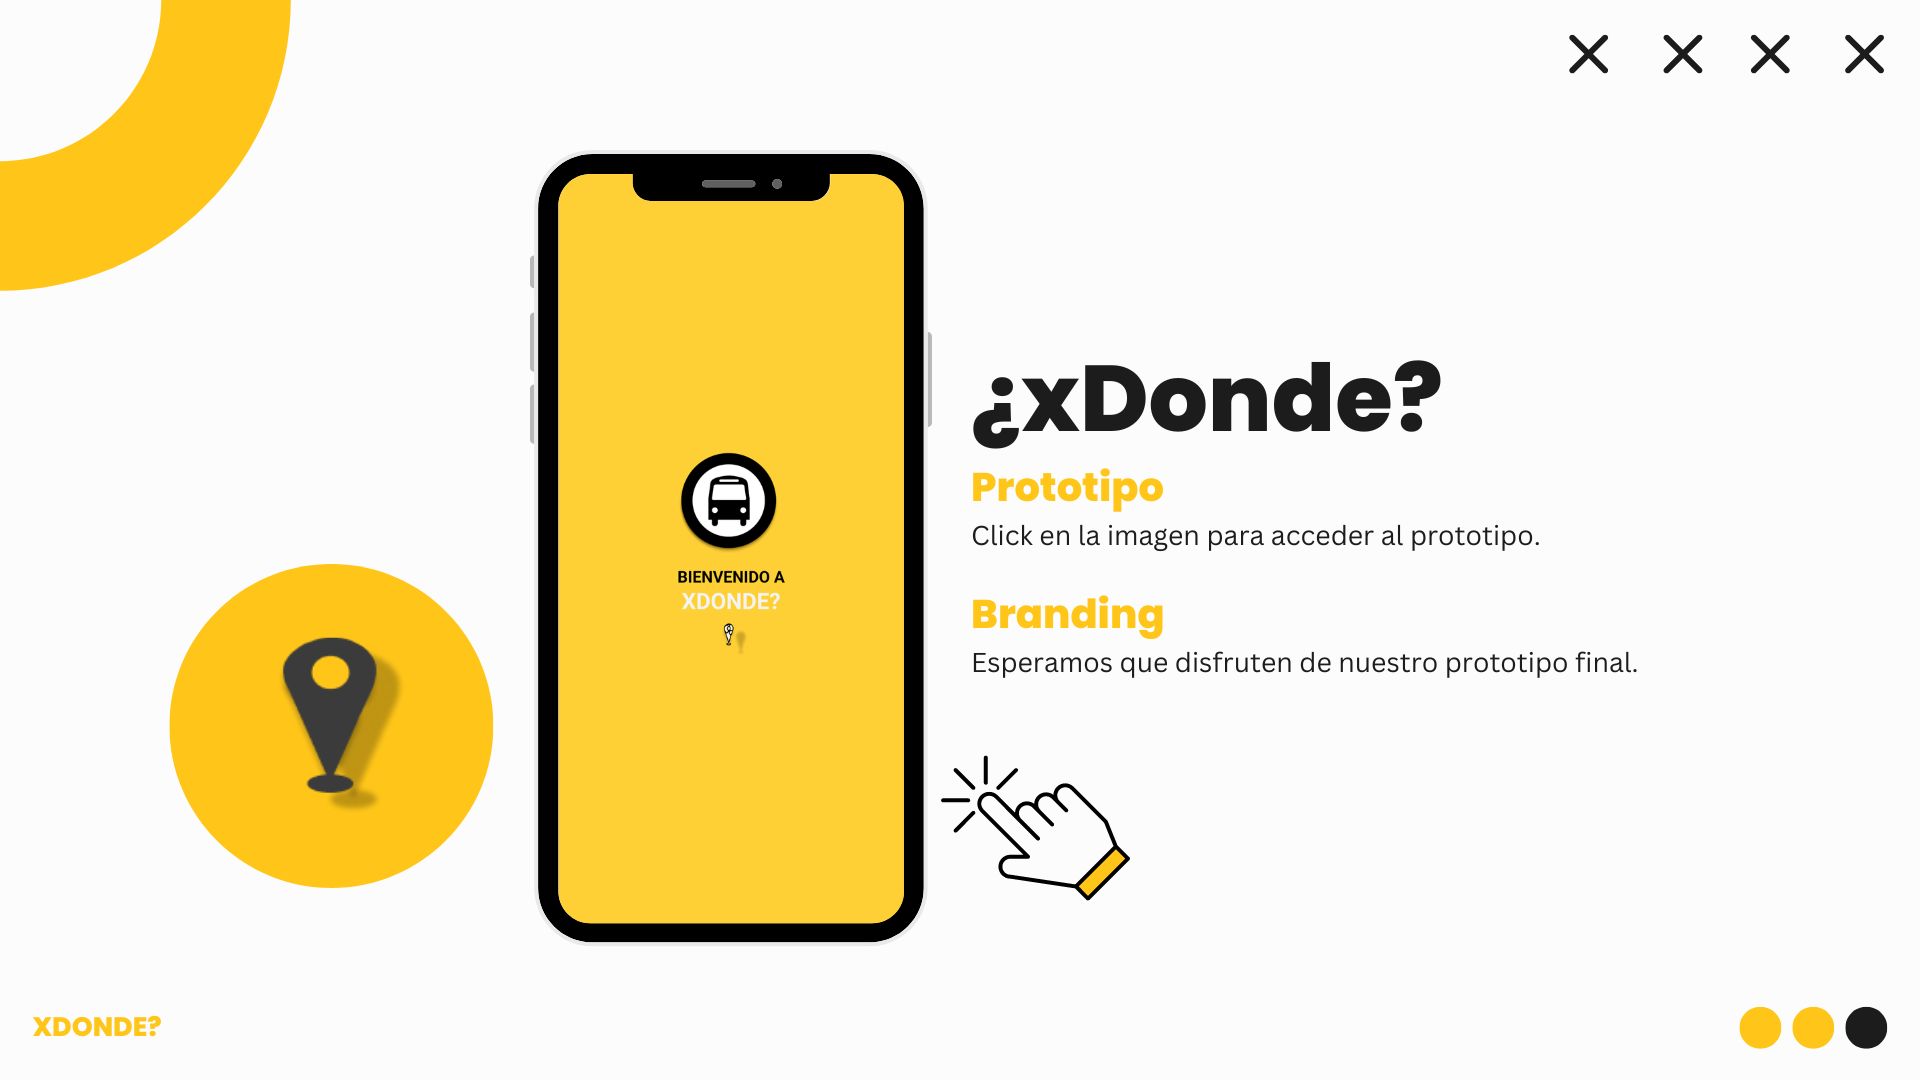 BIENVENIDO A
XDONDE?
¿xDonde?
Prototipo
Click en la imagen para acceder al prototipo.
Branding
Esperamos que disfruten de nuestro prototipo final.
XDONDE?